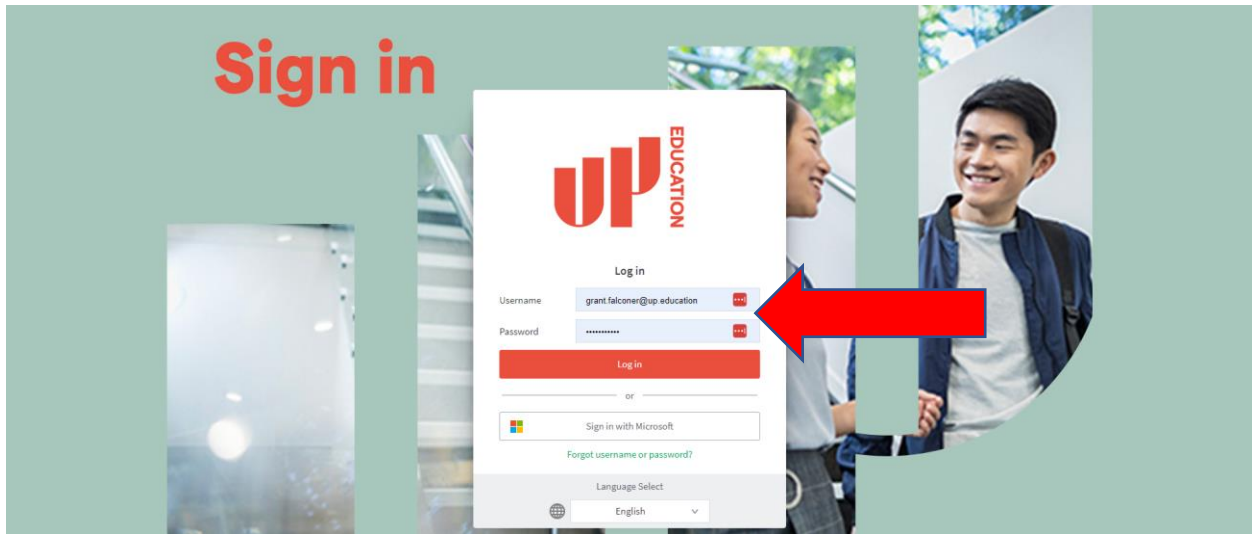 Sign in
UP EDUCATION
Log in
Username grant.falconer@up.education
Password •••••••••••
Log in
or
Sign in with Microsoft
Forgot username or password?
Language Select
English